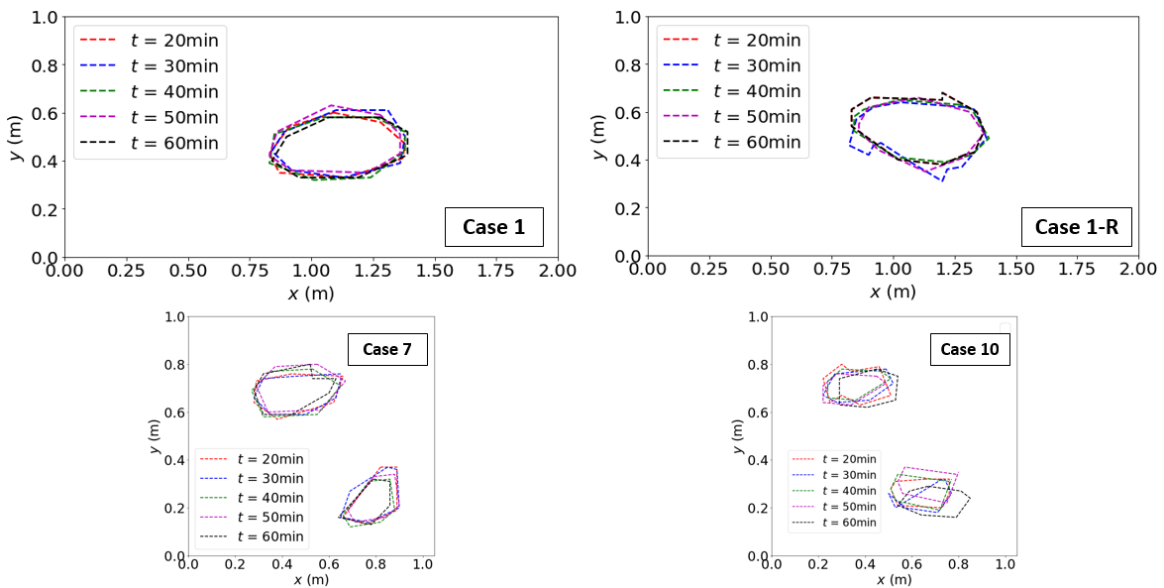 1.0
0.8
0.6
0.4
0.2
0.0
y (m)
t = 20min
t = 30min
t = 40min
t = 50min
t = 60min
Case 1
0.00 0.25 0.50 0.75 1.00 1.25 1.50 1.75 2.00
x (m)
1.0
0.8
0.6
0.4
0.2
0.0
y (m)
t = 20min
t = 30min
t = 40min
t = 50min
t = 60min
Case 1-R
0.00 0.25 0.50 0.75 1.00 1.25 1.50 1.75 2.00
x (m)
1.0
0.8
0.6
0.4
0.2
0.0
y (m)
Case 7
t = 20min
t = 30min
t = 40min
t = 50min
t = 60min
0.0 0.2 0.4 0.6 0.8 1.0
x (m)
1.0
0.8
0.6
0.4
0.2
0.0
y (m)
Case 10
t = 20min
t = 30min
t = 40min
t = 50min
t = 60min
0.0 0.2 0.4 0.6 0.8 1.0
x (m)